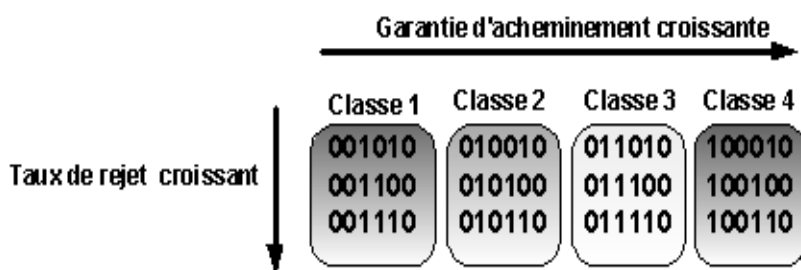 Garantie d'acheminement croissante
Classe 1 Classe 2 Classe 3 Classe 4
001010 010010 011010 100010
Taux de rejet croissant
001100 010100 011100 100100
001110 010110 011110 100110